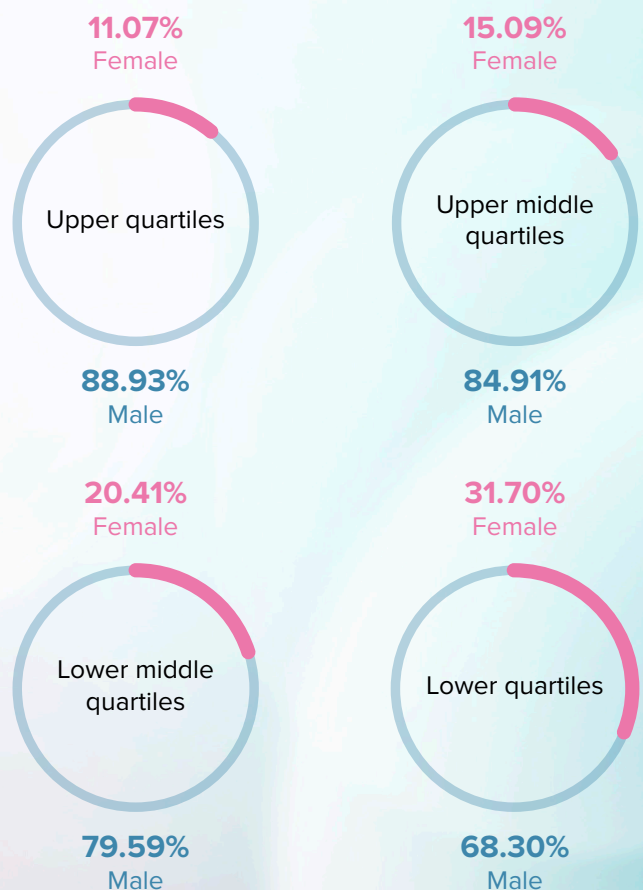 11.07%
Female
Upper quartiles
88.93%
Male
15.09%
Female
Upper middle
quartiles
84.91%
Male
20.41%
Female
Lower middle
quartiles
79.59%
Male
31.70%
Female
Lower quartiles
68.30%
Male